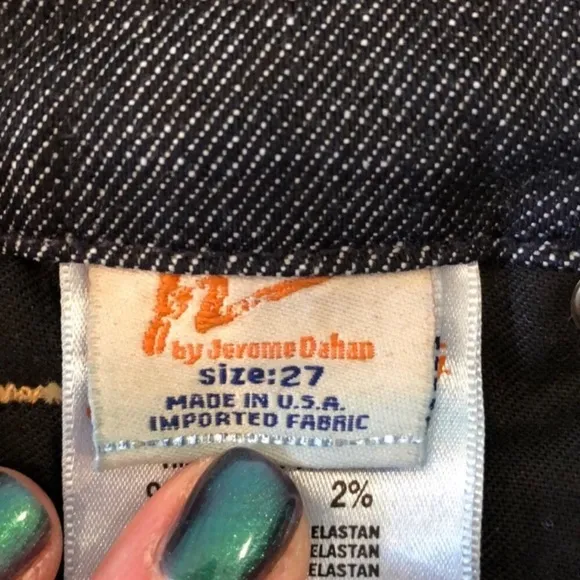 by Jerome Dahan
size:27
MADE IN U.S.A.
IMPORTED FABRIC
2%
ELASTAN
ELASTAN
ELASTAN